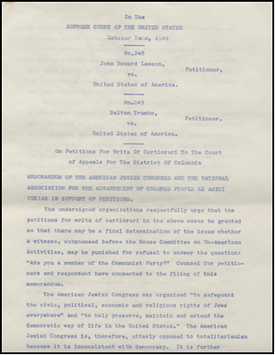 In The
SUPREME COURT OF THE UNITED STATES
October Term, 1949
No. 248
John Howard Lawson,
Petitioner,
vs.
United States of America.
No. 249
Dalton Trumbo,
Petitioner,
vs.
United States of America.
On Petitions For Writs Of Certiorari To The Court
of Appeals For The District Of Columbia
MEMORANDUM OF THE AMERICAN JEWISH CONGRESS AND THE NATIONAL
ASSOCIATION FOR THE ADVANCEMENT OF COLORED PEOPLE AS AMICI
CURIAE IN SUPPORT OF PETITIONS.
The undersigned organizations respectfully urge that the
petitions for writs of certiorari in the above cases be granted
so that there may be a final determination of the issue whether
a witness, subpoenaed before the House Committee on Un-American
Activities, may be punished for refusal to answer the question:
"Are you a member of the Communist Party?" Counsel for petitio-
ners and respondent have consented to the filing of this
memorandum.
The American Jewish Congress was organized "to safeguard
the civic, political, economic and religious rights of Jews
everywhere" and "to help preserve, maintain and extend the
democratic way of life in the United States." The American
Jewish Congress is, therefore, utterly opposed to totalitarianism
because it is inconsistent with democracy. It is further